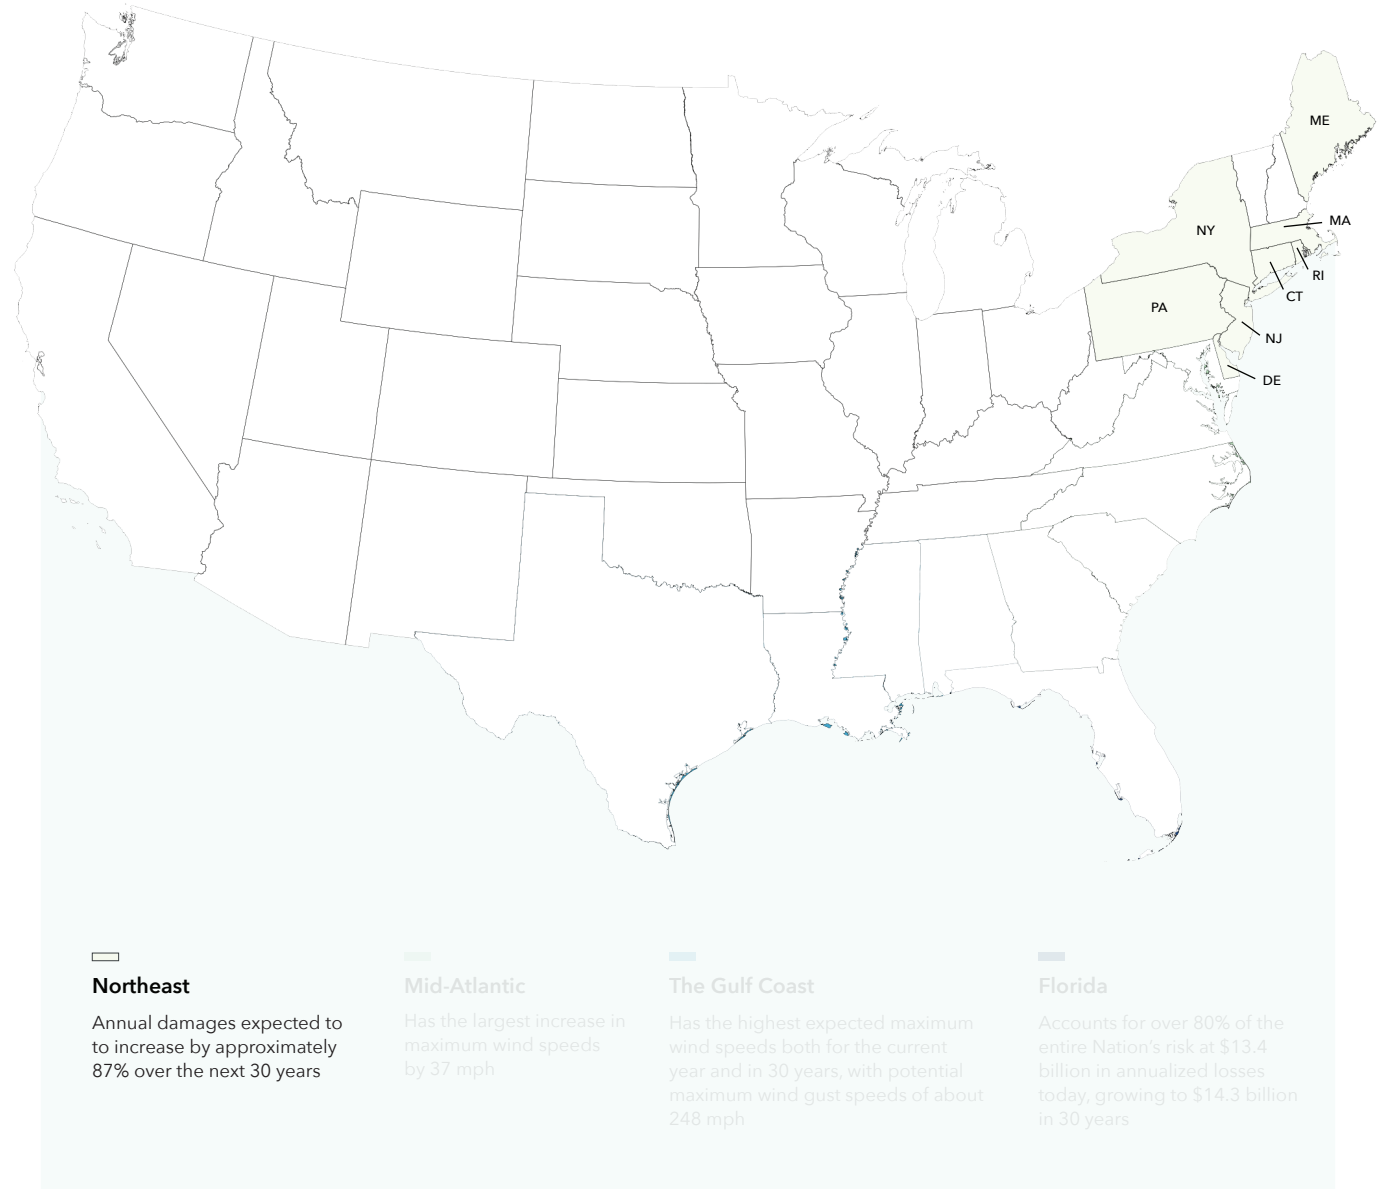 ME
MA
NY
RI
CT
PA
NJ
DE
Northeast
Annual damages expected to
to increase by approximately
87% over the next 30 years
Mid-Atlantic
Has the largest increase in
maximum wind speeds
by 37 mph
The Gulf Coast
Has the highest expected maximum
wind speeds both for the current
year and in 30 years, with potential
maximum wind gust speeds of about
248 mph
Florida
Accounts for over 80% of the
entire Nation's risk at $13.4
billion in annualized losses
today, growing to $14.3 billion
in 30 years